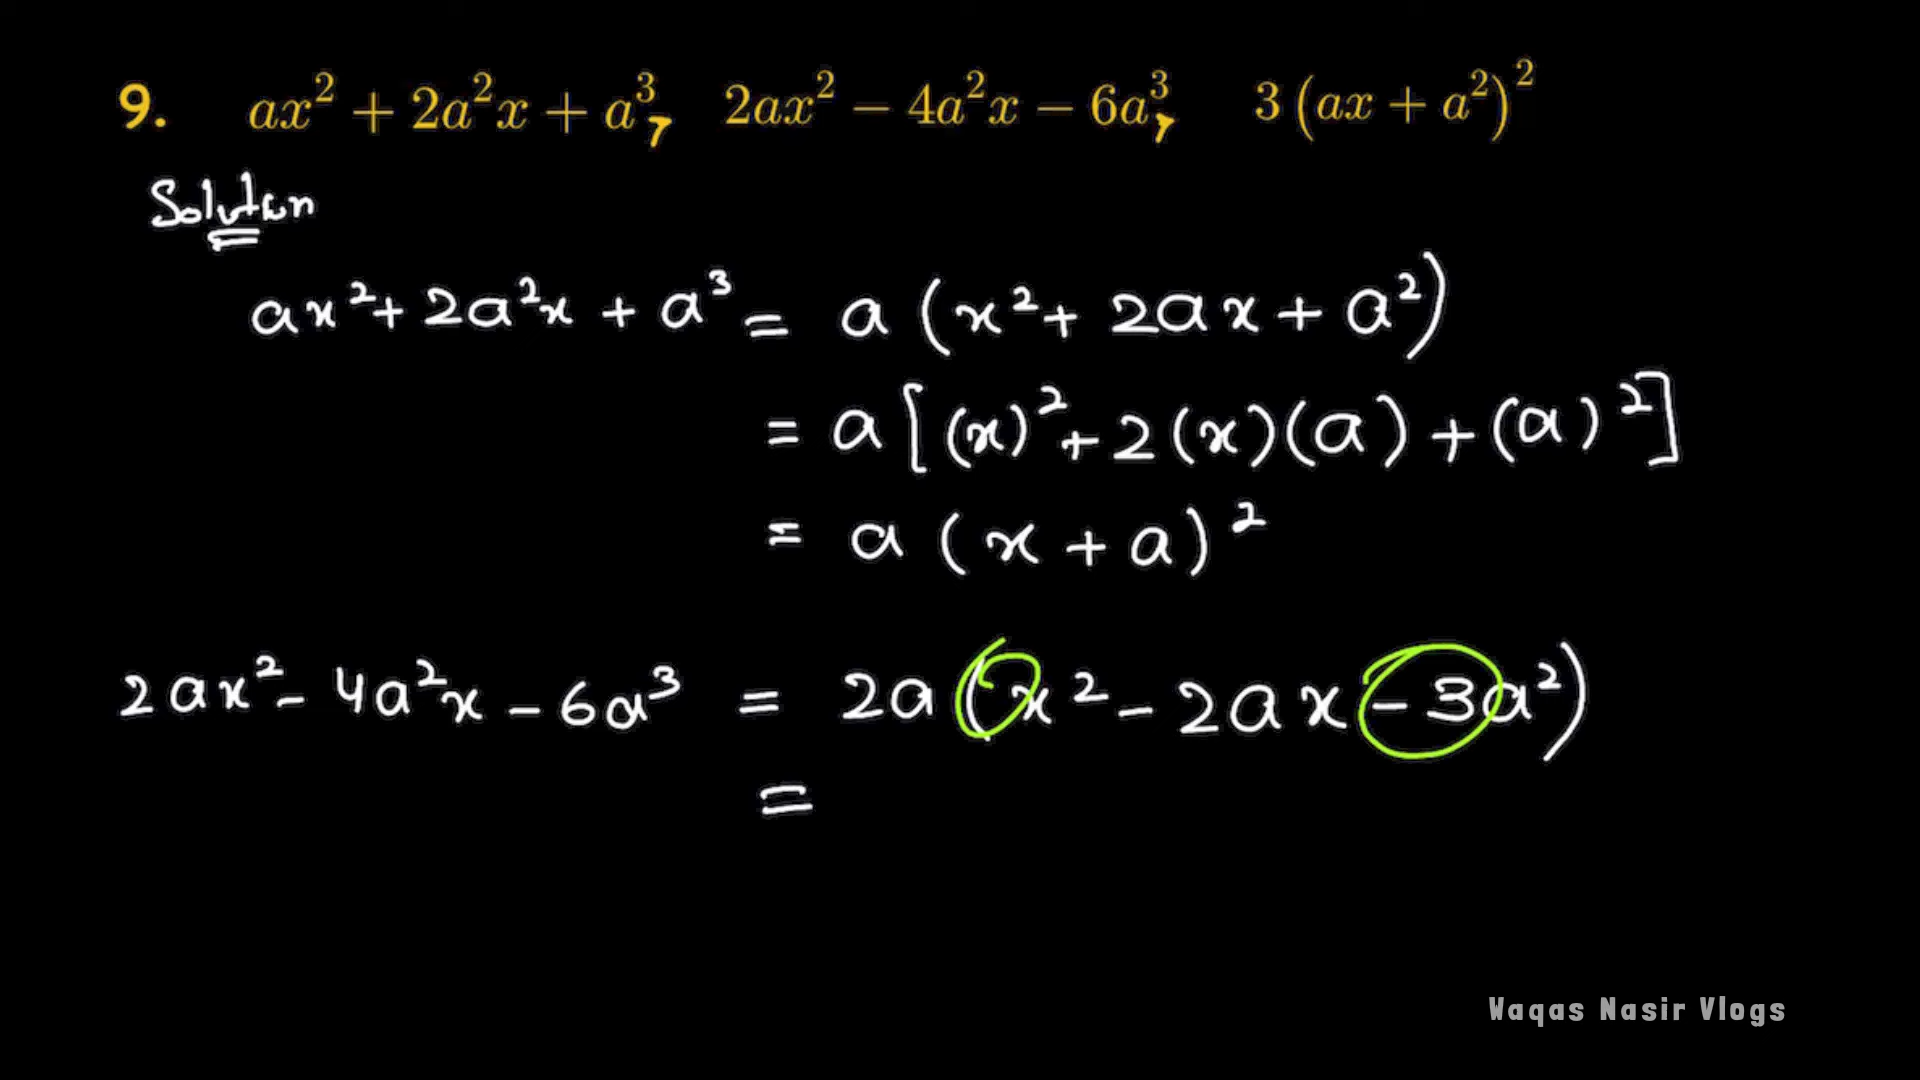 9. ax² + 2a²x + a³, 2ax² − 4a²x − 6a³, 3(ax + a²)²
Solution
ax² + 2a²x + a³ = a(x² + 2ax + a²)
= a[(x)² + 2(x)(a) + (a)²]
= a(x + a)²
2ax² − 4a²x − 6a³ = 2a(x² − 2ax − 3a²)
=
Waqas Nasir Vlogs